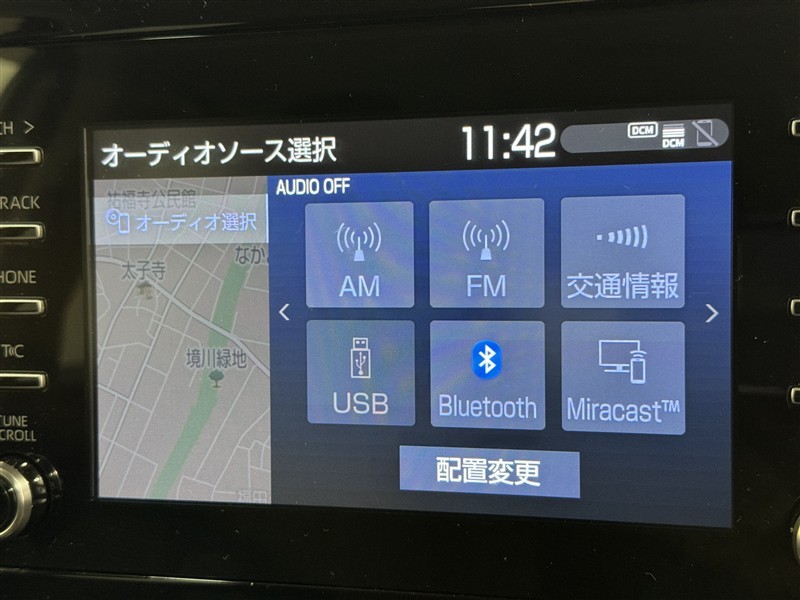 オーディオソース選択
11:42
DCM
DCM
CH >
TRACK
PHONE
T C
TUNE
SCROLL
祐福寺公民館
オーディオ選択
太子寺
なか
境川緑地
AUDIO OFF
AM
FM
交通情報
USB
Bluetooth
Miracast™
配置変更